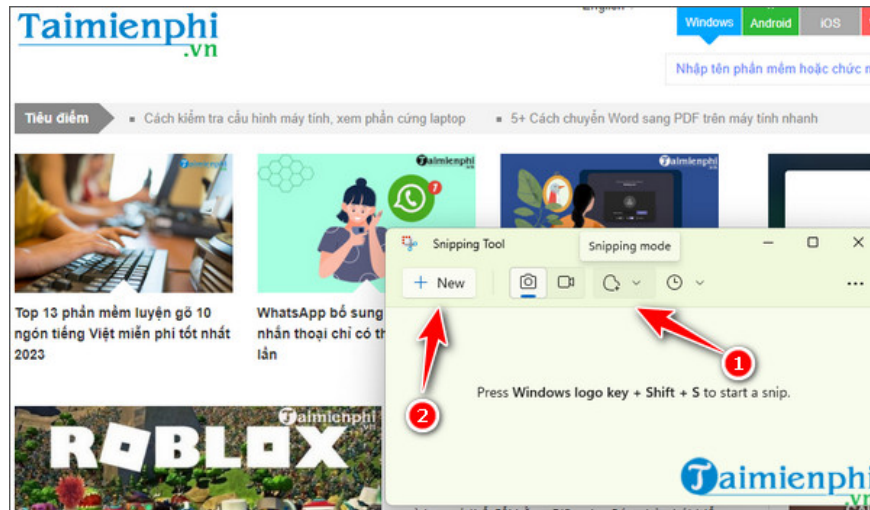 Taimienphi
.vn
Windows
Android
iOS
Nhập tên phần mềm hoặc chức
Tiêu điểm
Cách kiểm tra cấu hình máy tính, xem phần cứng laptop
5+ Cách chuyển Word sang PDF trên máy tính nhanh
Taimienphi
Taimienphi
Top 13 phần mềm luyện gõ 10
ngón tiếng Việt miễn phí tốt nhất
2023
WhatsApp bổ sung
nhắn thoại chỉ có
lần
Snipping Tool
Snipping mode
New
1
2
Press Windows logo key + Shift + S to start a snip.
Taimienphi
.vn
ROBLOX
Taimienphi
.vn